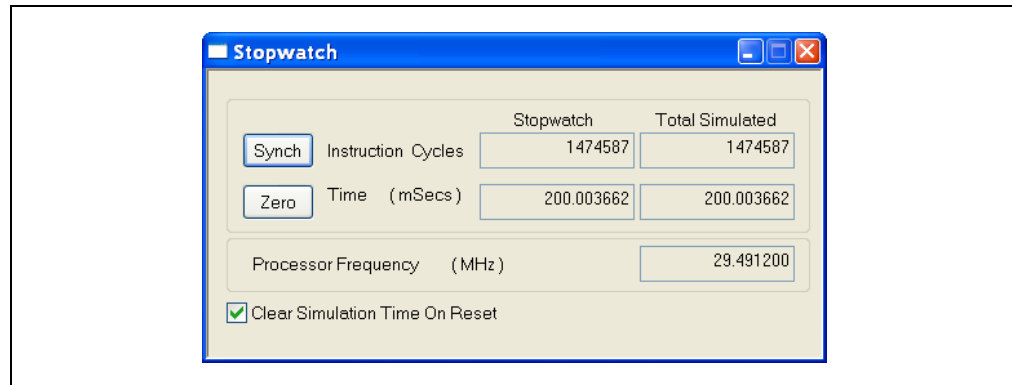 Stopwatch
Stopwatch Total Simulated
Synch Instruction Cycles 1474587 1474587
Zero Time (mSecs) 200.003662 200.003662
Processor Frequency (MHz) 29.491200
Clear Simulation Time On Reset